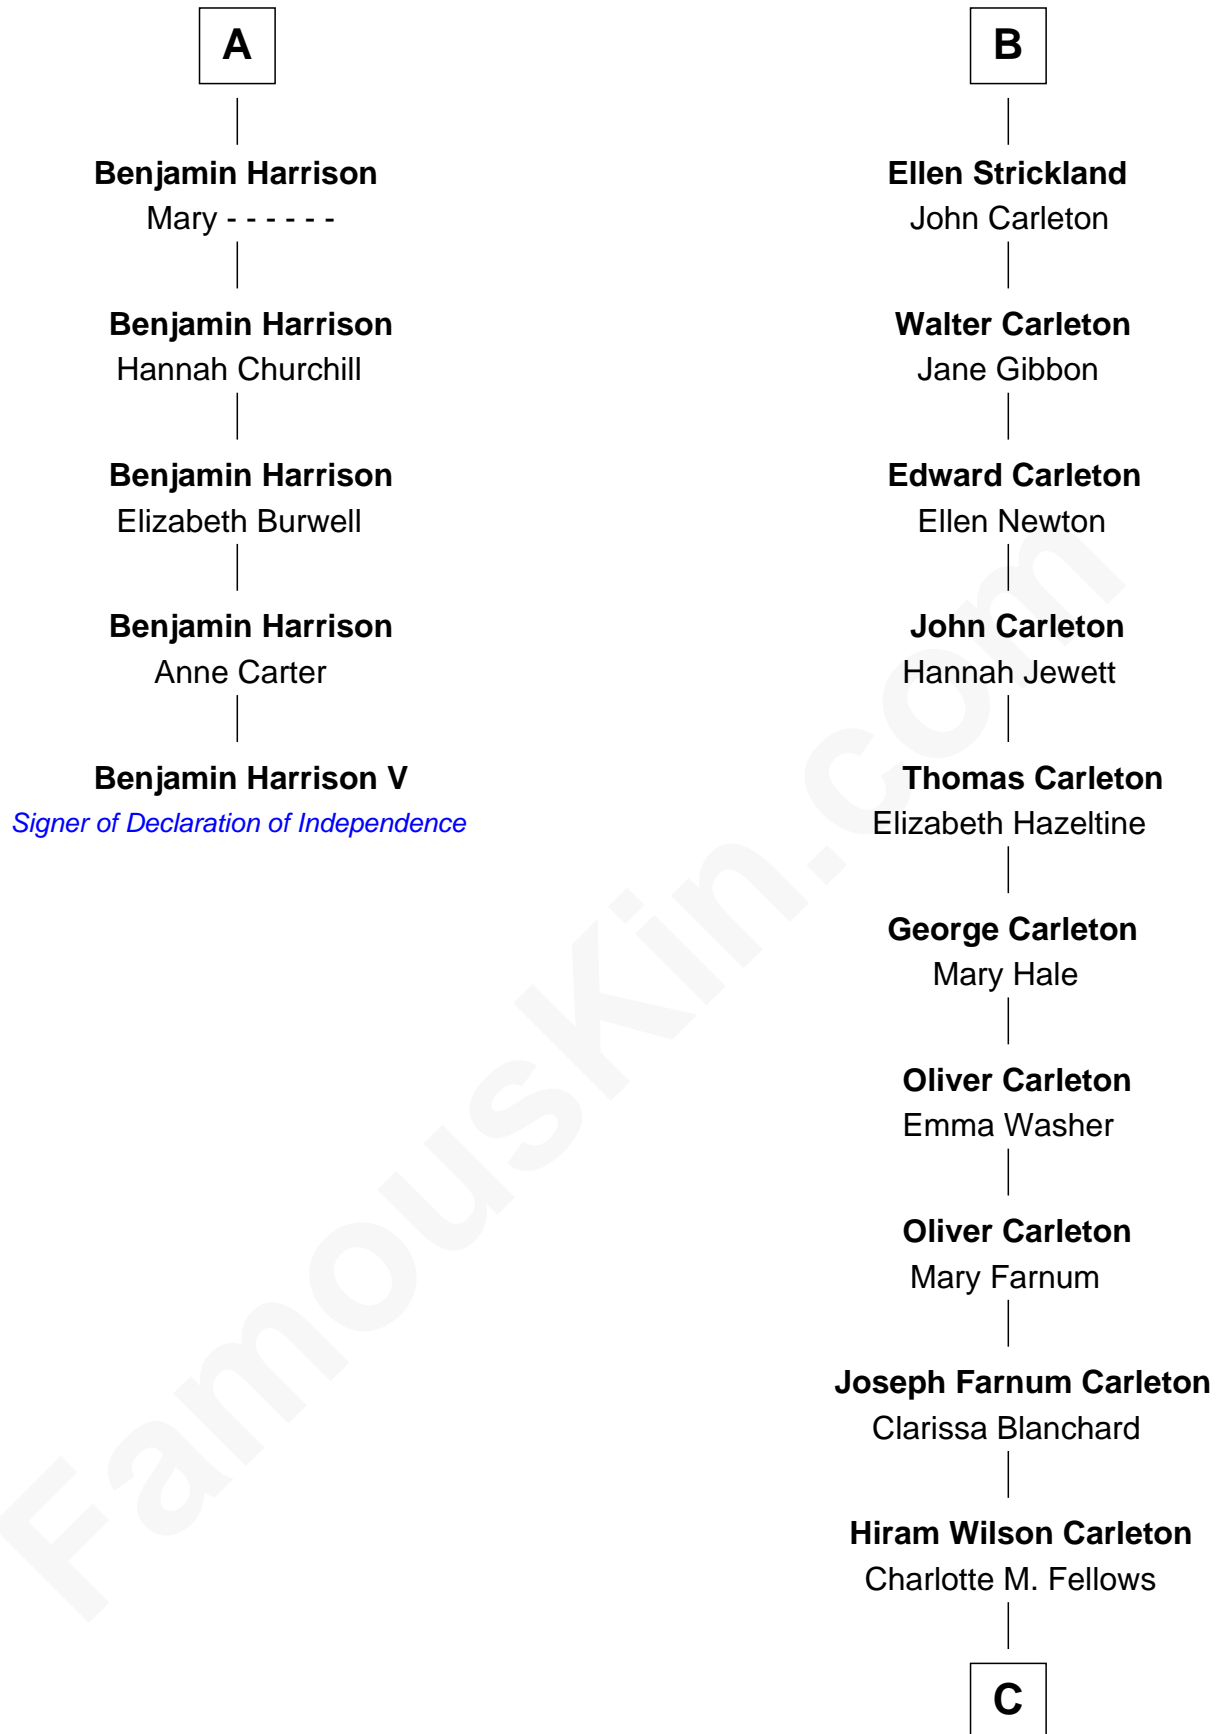 A
Benjamin Harrison
Mary - - - - - -
Benjamin Harrison
Hannah Churchill
Benjamin Harrison
Elizabeth Burwell
Benjamin Harrison
Anne Carter
Benjamin Harrison V
Signer of Declaration of Independence
B
Ellen Strickland
John Carleton
Walter Carleton
Jane Gibbon
Edward Carleton
Ellen Newton
John Carleton
Hannah Jewett
Thomas Carleton
Elizabeth Hazeltine
George Carleton
Mary Hale
Oliver Carleton
Emma Washer
Oliver Carleton
Mary Farnum
Joseph Farnum Carleton
Clarissa Blanchard
Hiram Wilson Carleton
Charlotte M. Fellows
C
FamousKin.com